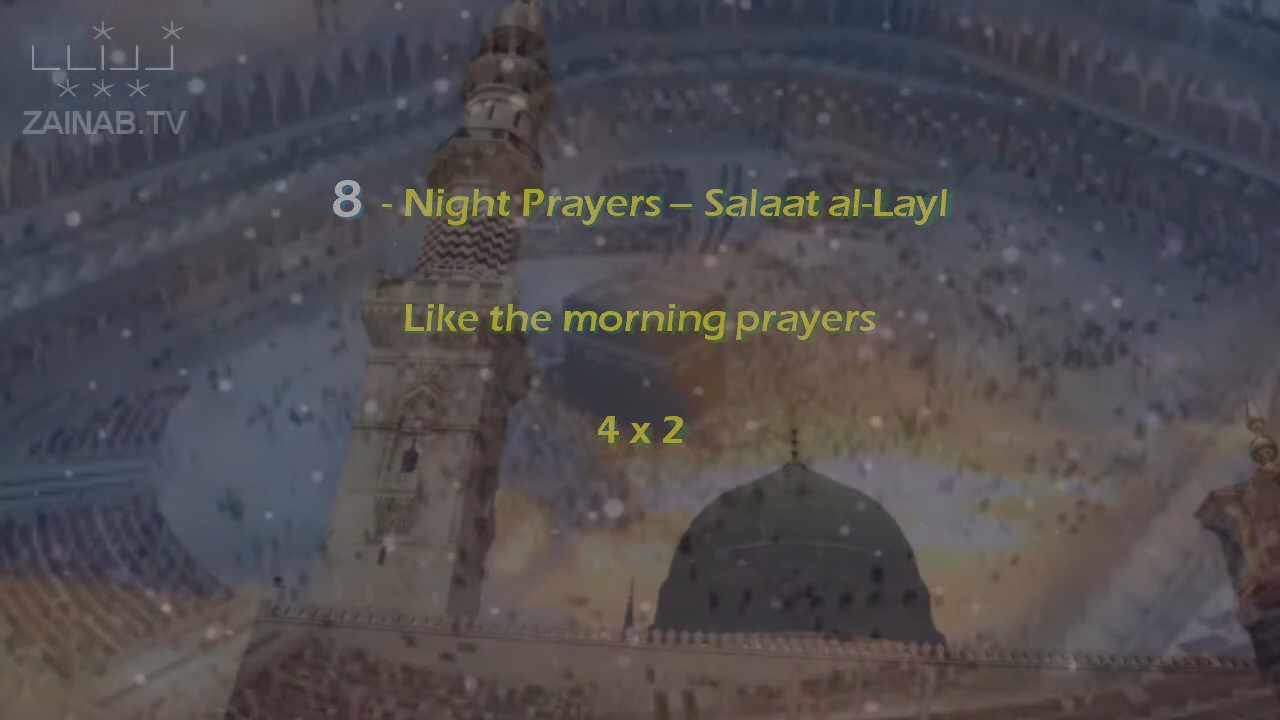 ZAINAB.TV
8 - Night Prayers – Salaat al-Layl
Like the morning prayers
4 x 2